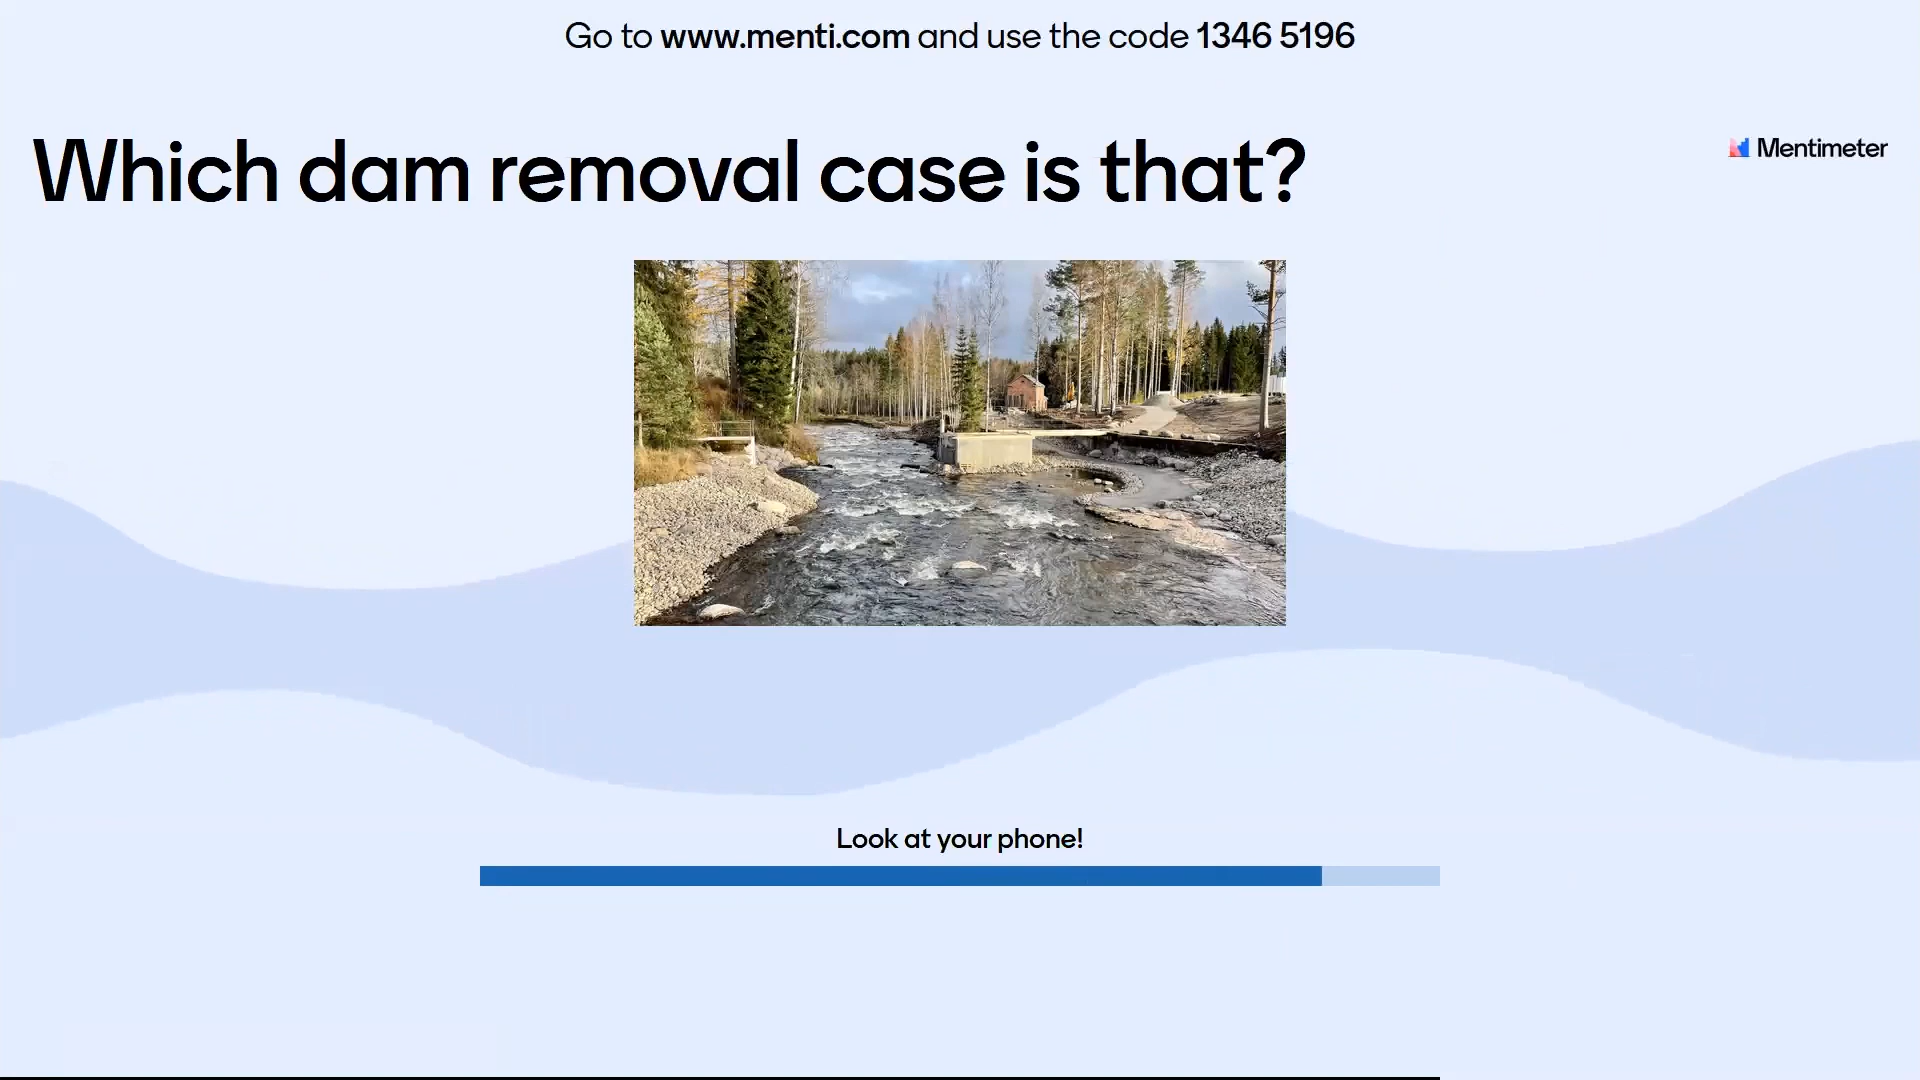 Go to www.menti.com and use the code 1346 5196
Which dam removal case is that?
Mentimeter
Look at your phone!